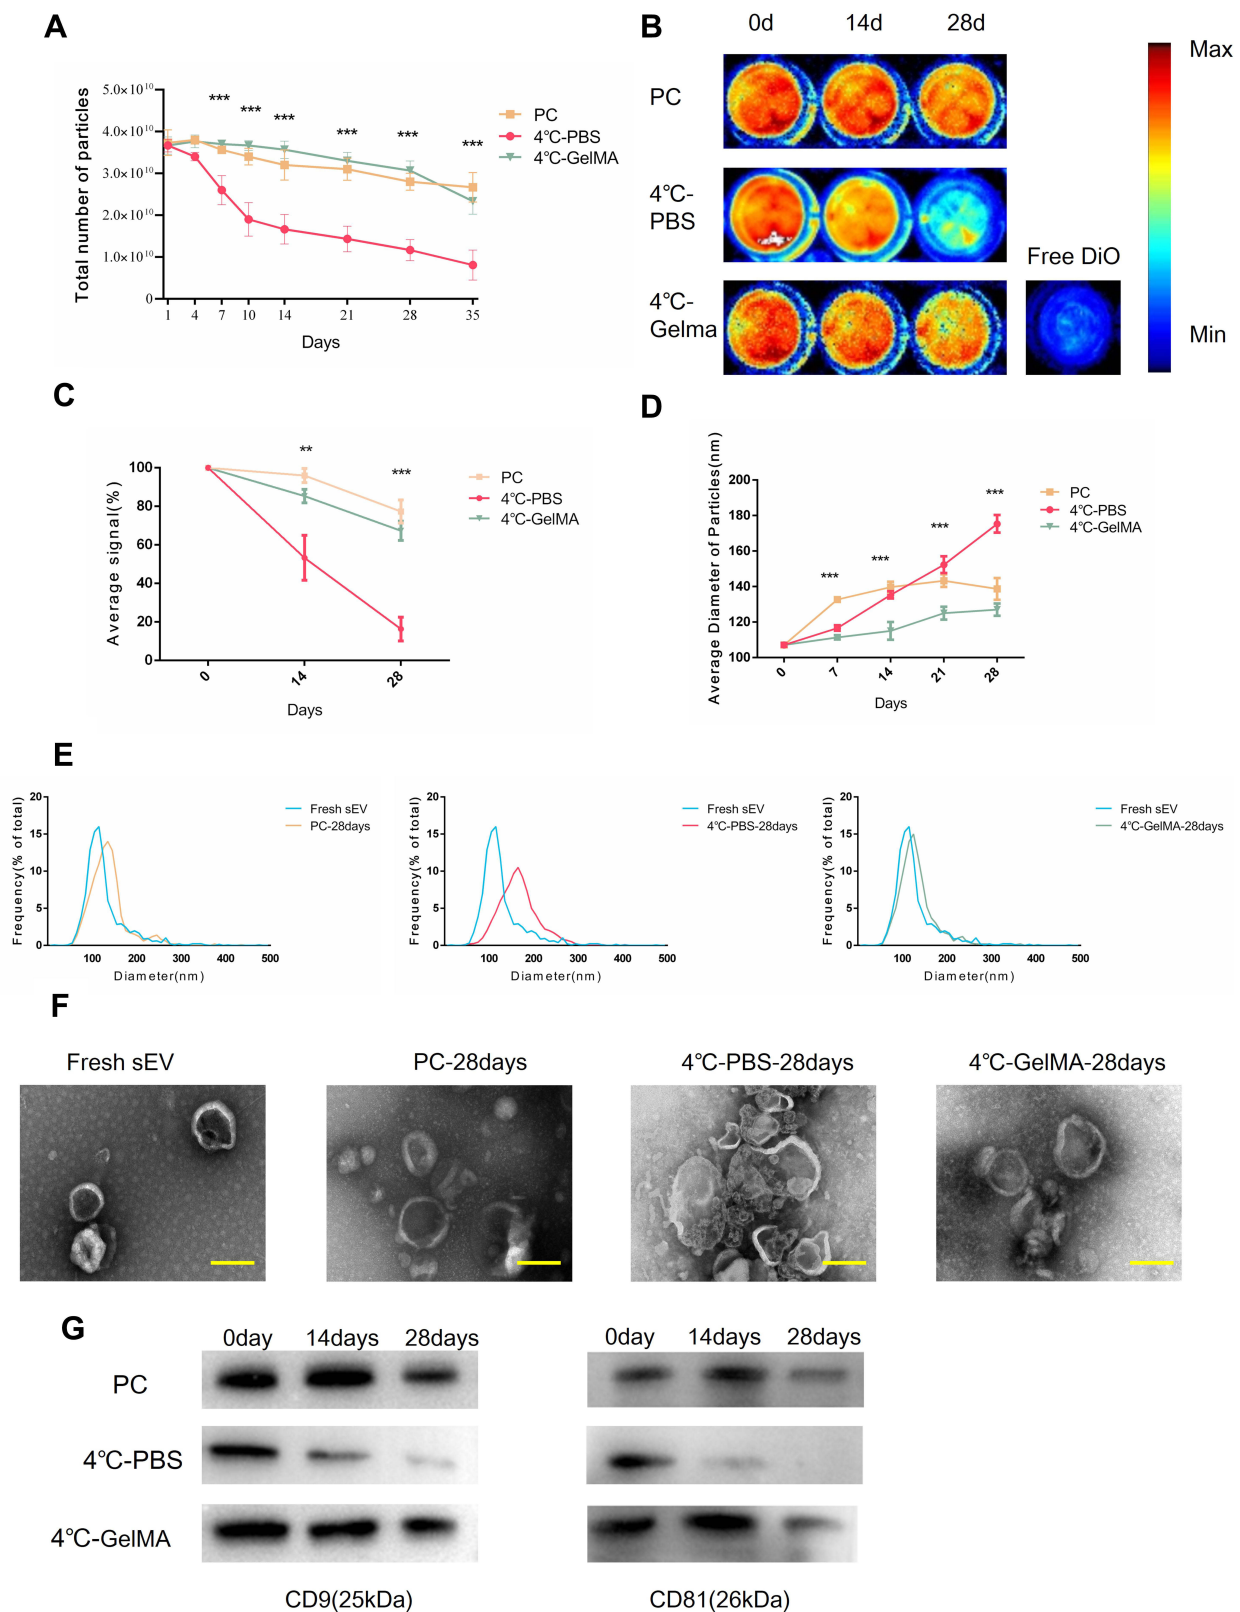 A
Total number of particles
5.0×10¹⁰
4.0×10¹⁰
3.0×10¹⁰
2.0×10¹⁰
1.0×10¹⁰
0
*** *** *** *** *** ***
1 4 7 10 14 21 28 35
Days
PC
4℃-PBS
4℃-GelMA
B
0d 14d 28d
PC
4℃-
PBS
4℃-
Gelma
Free DiO
Max
Min
C
Average signal(%)
100
80
60
40
20
0
** ***
0 14 28
Days
PC
4℃-PBS
4℃-GelMA
D
Average Diameter of Particles(nm)
200
180
160
140
120
100
*** *** *** ***
0 7 14 21 28
Days
PC
4℃-PBS
4℃-GelMA
E
Frequency(% of total)
20
15
10
5
0
100 200 300 400 500
Diameter(nm)
Fresh sEV
PC-28days
Frequency(% of total)
20
15
10
5
0
100 200 300 400 500
Diameter(nm)
Fresh sEV
4℃-PBS-28days
Frequency(% of total)
20
15
10
5
0
100 200 300 400 500
Diameter(nm)
Fresh sEV
4℃-GelMA-28days
F
Fresh sEV
PC-28days
4℃-PBS-28days
4℃-GelMA-28days
G
0day 14days 28days
0day 14days 28days
PC
4℃-PBS
4℃-GelMA
CD9(25kDa)
CD81(26kDa)